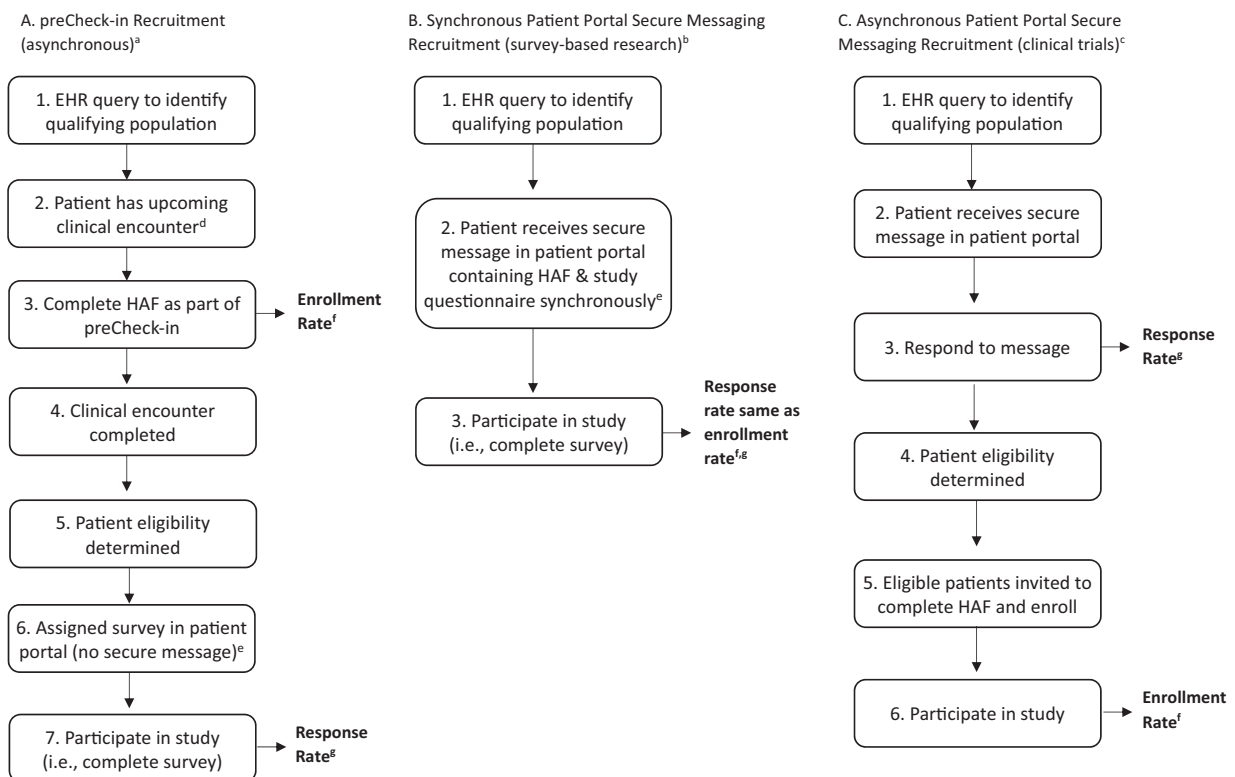 A. preCheck-in Recruitment
(asynchronous)ᵃ
1. EHR query to identify
qualifying population
2. Patient has upcoming
clinical encounterᵈ
3. Complete HAF as part of
preCheck-in
Enrollment
Rateᶠ
4. Clinical encounter
completed
5. Patient eligibility
determined
6. Assigned survey in patient
portal (no secure message)ᵉ
7. Participate in study
(i.e., complete survey)
Response
Rateᵍ
B. Synchronous Patient Portal Secure Messaging
Recruitment (survey-based research)ᵇ
1. EHR query to identify
qualifying population
2. Patient receives secure
message in patient portal
containing HAF & study
questionnaire synchronouslyᵉ
3. Participate in study
(i.e., complete survey)
Response
rate same as
enrollment
rateᶠ,ᵍ
C. Asynchronous Patient Portal Secure
Messaging Recruitment (clinical trials)ᶜ
1. EHR query to identify
qualifying population
2. Patient receives secure
message in patient portal
3. Respond to message
Response
Rateᵍ
4. Patient eligibility
determined
5. Eligible patients invited to
complete HAF and enroll
6. Participate in study
Enrollment
Rateᶠ